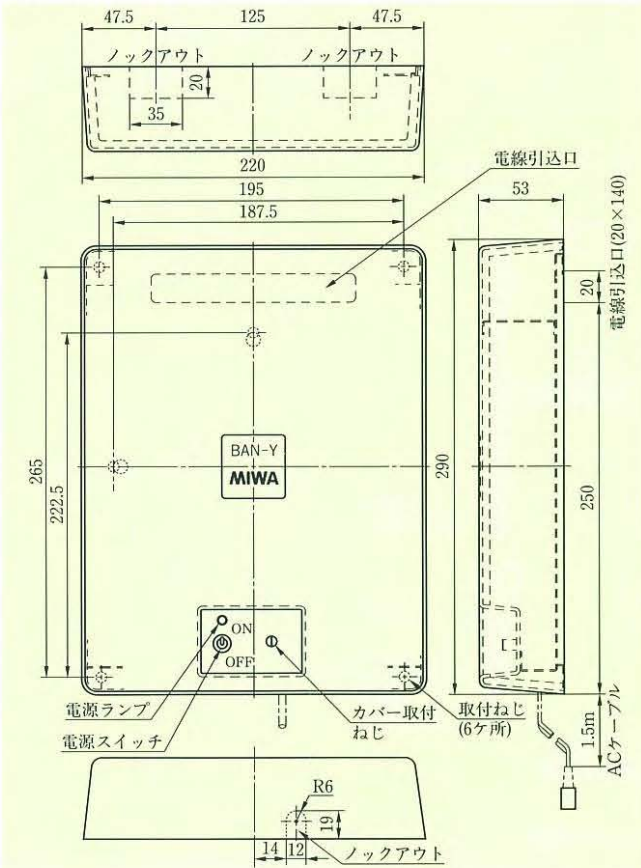 47.5
125
47.5
ノックアウト
ノックアウト
20
35
220
195
187.5
電線引込口
53
電線引込口(20×140)
20
265
222.5
BAN-Y
MIWA
290
250
ON
OFF
電源ランプ
電源スイッチ
カバー取付
ねじ
取付ねじ
(6ケ所)
1.5m
ACケーブル
R6
19
14
12
ノックアウト